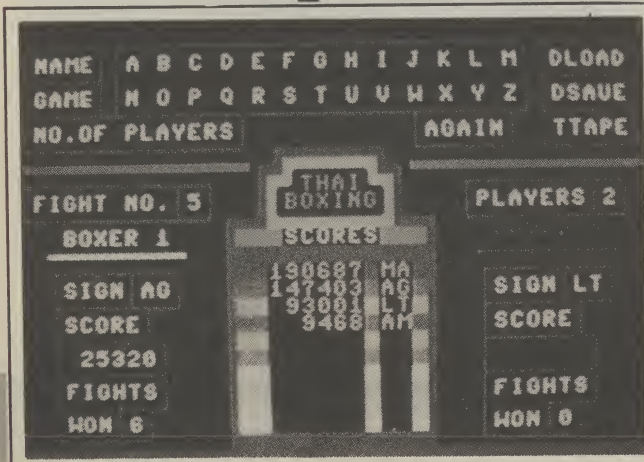 NAME A B C D E F G H I J K L M DLOAD
GAME N O P Q R S T U V W X Y Z DSAVE
NO.OF PLAYERS AGAIN TTAPE
THAI
BOXING
FIGHT NO. 5
PLAYERS 2
BOXER 1
SCORES
190687 MA
147403 AG
93001 LT
9468 AM
SIGN AG
SCORE
25320
FIGHTS
WON 6
SIGN LT
SCORE
FIGHTS
WON 0